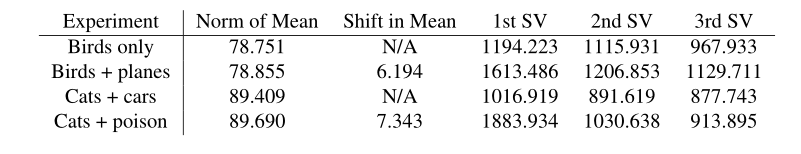 Experiment Norm of Mean Shift in Mean 1st SV 2nd SV 3rd SV
Birds only 78.751 N/A 1194.223 1115.931 967.933
Birds + planes 78.855 6.194 1613.486 1206.853 1129.711
Cats + cars 89.409 N/A 1016.919 891.619 877.743
Cats + poison 89.690 7.343 1883.934 1030.638 913.895